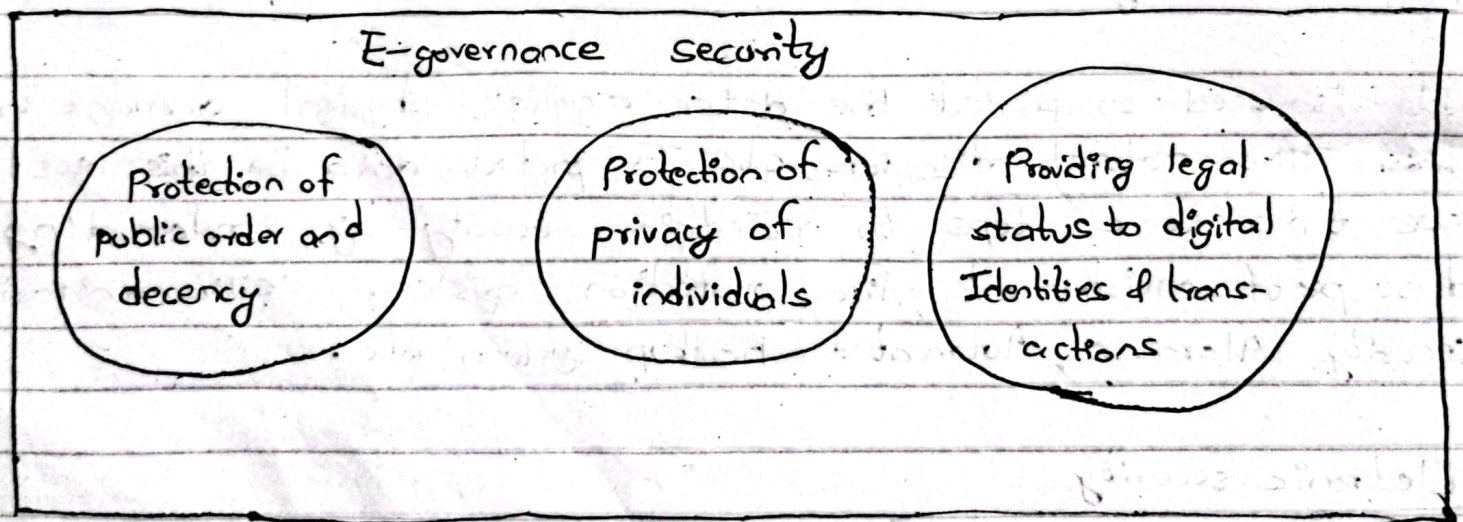 E-governance security
Protection of
public order and
decency.
Protection of
privacy of
individuals
Providing legal
status to digital
Identities & trans-
actions